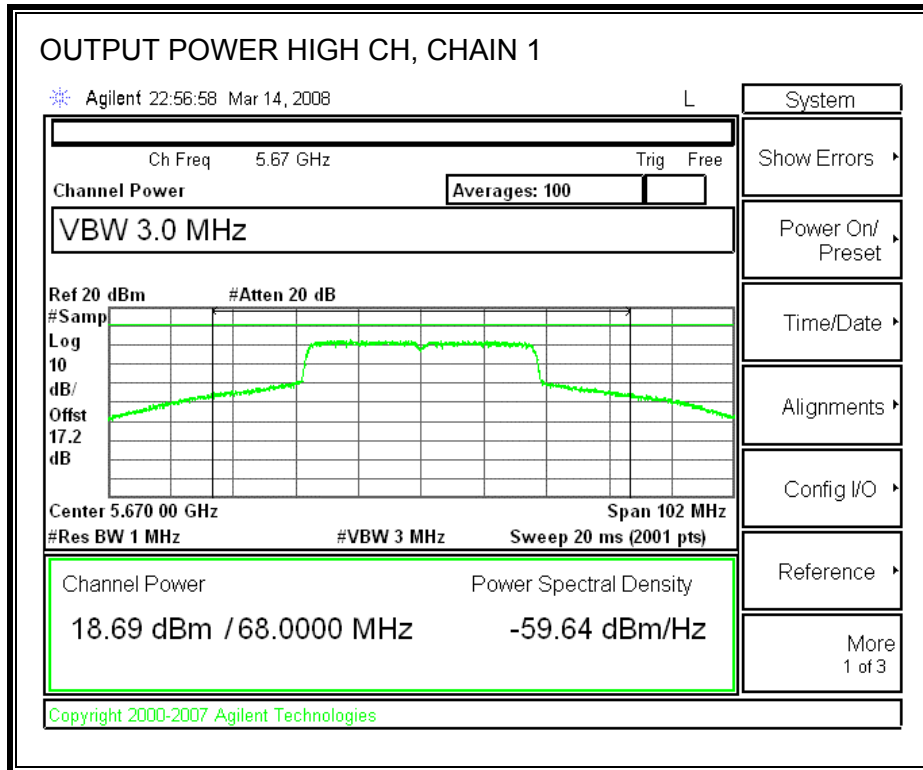 OUTPUT POWER HIGH CH, CHAIN 1
Agilent 22:56:58 Mar 14, 2008 L
System
Ch Freq 5.67 GHz Trig Free
Show Errors
Channel Power Averages: 100
VBW 3.0 MHz
Power On/
Preset
Ref 20 dBm #Atten 20 dB
#Samp
Log
10
dB/
Offst
17.2
dB
Time/Date
Alignments
Config I/O
Center 5.670 00 GHz Span 102 MHz
#Res BW 1 MHz #VBW 3 MHz Sweep 20 ms (2001 pts)
Channel Power Power Spectral Density
Reference
18.69 dBm / 68.0000 MHz -59.64 dBm/Hz
More
1 of 3
Copyright 2000-2007 Agilent Technologies